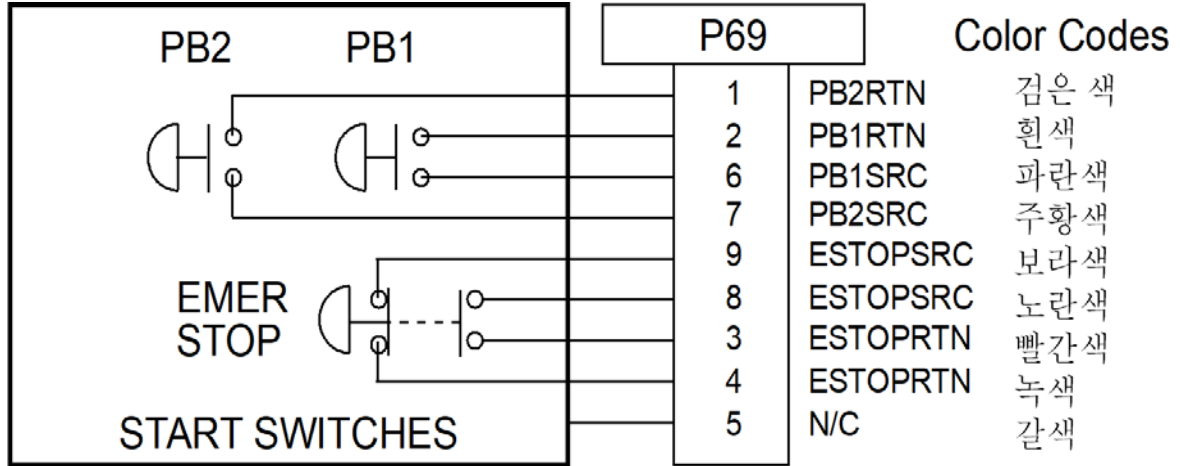 PB2 PB1 P69 Color Codes
1 PB2RTN 검은 색
2 PB1RTN 흰색
6 PB1SRC 파란색
7 PB2SRC 주황색
9 ESTOPSRC 보라색
EMER 8 ESTOPSRC 노란색
STOP 3 ESTOPRTN 빨간색
4 ESTOPRTN 녹색
START SWITCHES 5 N/C 갈색